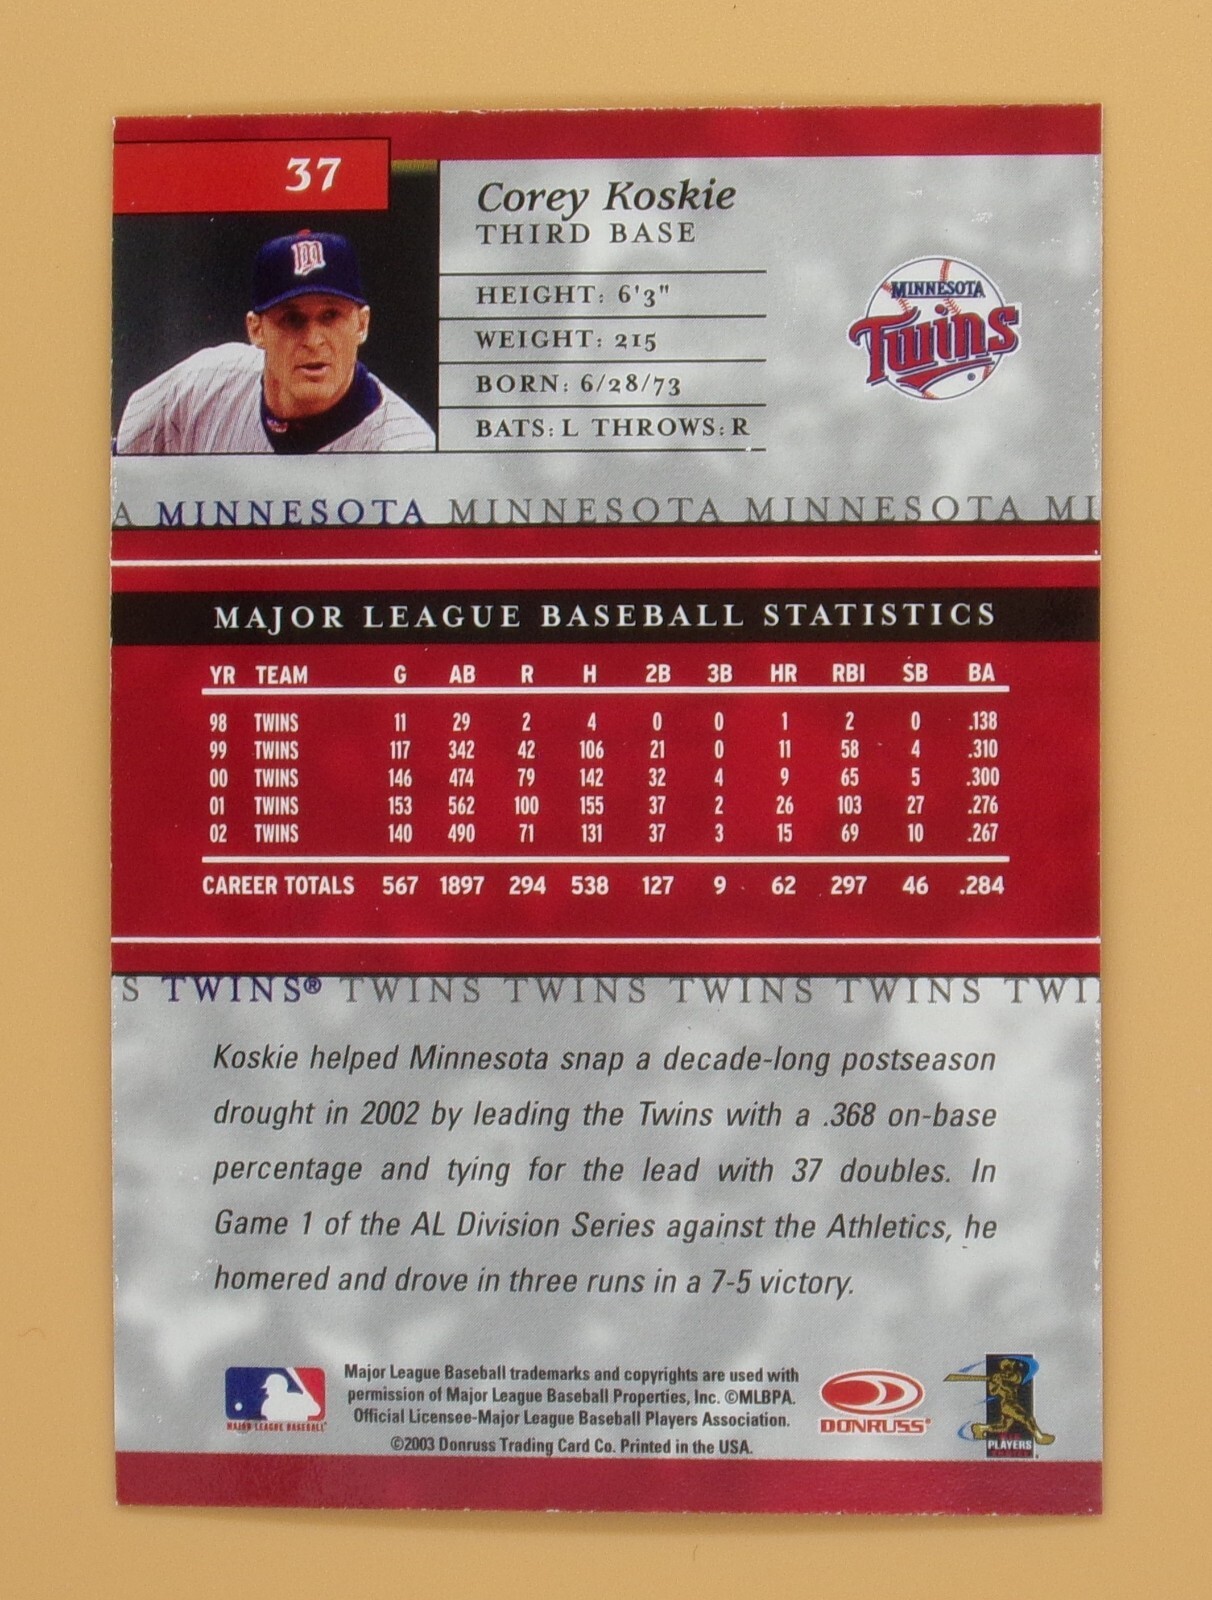 37
Corey Koskie
THIRD BASE
HEIGHT: 6'3"
WEIGHT: 215
BORN: 6/28/73
BATS: L THROWS: R
MINNESOTA
Twins
®
A MINNESOTA MINNESOTA MINNESOTA MI
MAJOR LEAGUE BASEBALL STATISTICS
YR TEAM G AB R H 2B 3B HR RBI SB BA
98 TWINS 11 29 2 4 0 0 1 2 0 .138
99 TWINS 117 342 42 106 21 0 11 58 4 .310
00 TWINS 146 474 79 142 32 4 9 65 5 .300
01 TWINS 153 562 100 155 37 2 26 103 27 .276
02 TWINS 140 490 71 131 37 3 15 69 10 .267
CAREER TOTALS 567 1897 294 538 127 9 62 297 46 .284
S TWINS® TWINS TWINS TWINS TWINS TWI
Koskie helped Minnesota snap a decade-long postseason
drought in 2002 by leading the Twins with a .368 on-base
percentage and tying for the lead with 37 doubles. In
Game 1 of the AL Division Series against the Athletics, he
homered and drove in three runs in a 7-5 victory.
MAJOR LEAGUE BASEBALL
Major League Baseball trademarks and copyrights are used with
permission of Major League Baseball Properties, Inc. ©MLBPA.
Official Licensee-Major League Baseball Players Association.
©2003 Donruss Trading Card Co. Printed in the USA.
DONRUSS®
PLAYERS